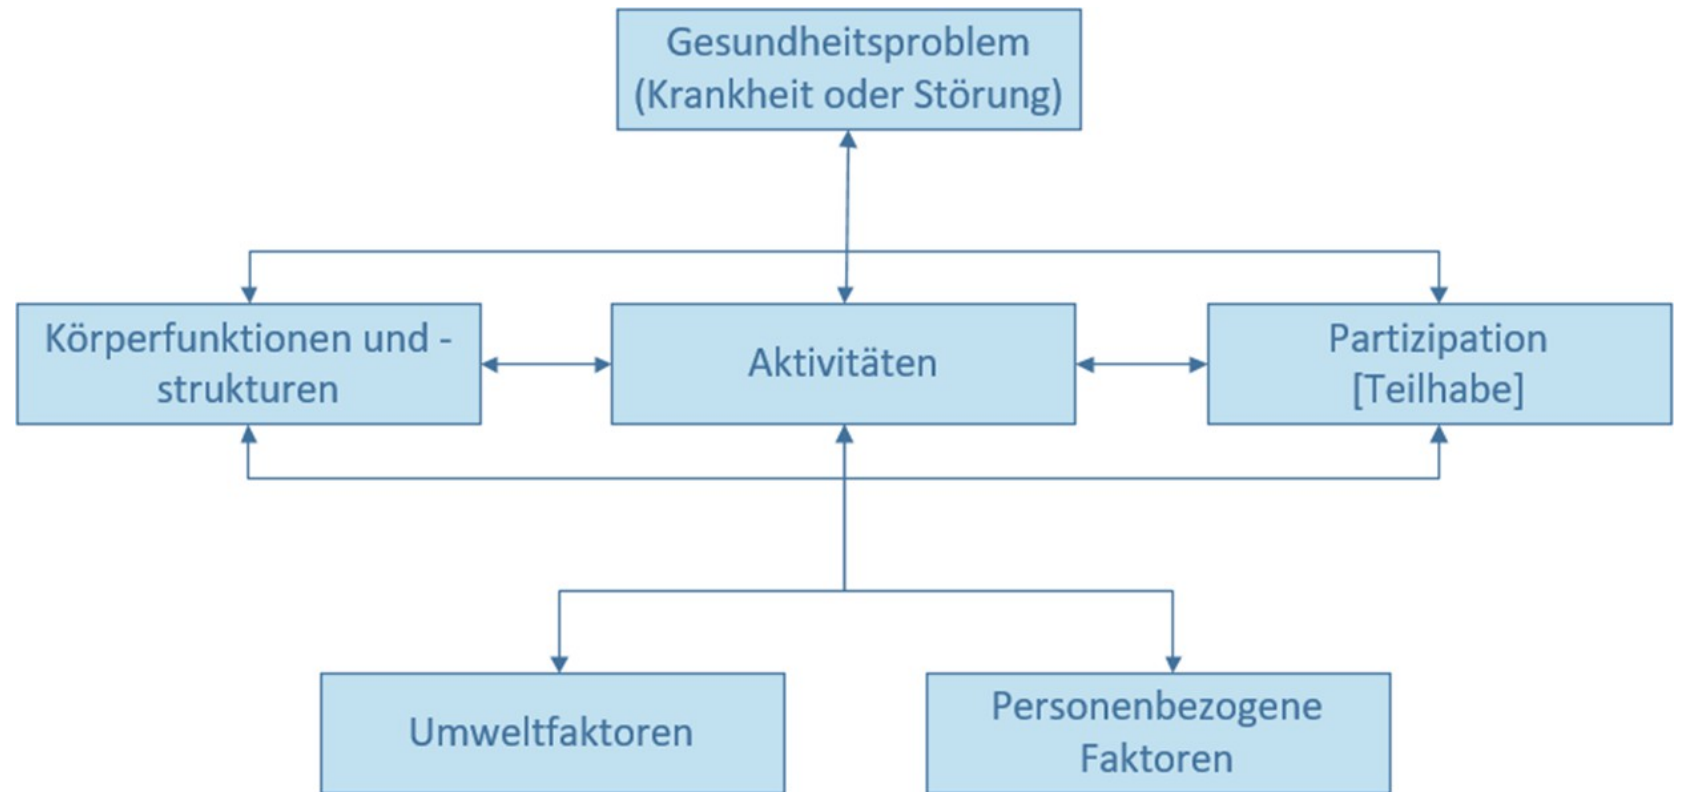 Gesundheitsproblem
(Krankheit oder Störung)
Körperfunktionen und -
strukturen
Aktivitäten
Partizipation
[Teilhabe]
Umweltfaktoren
Personenbezogene
Faktoren